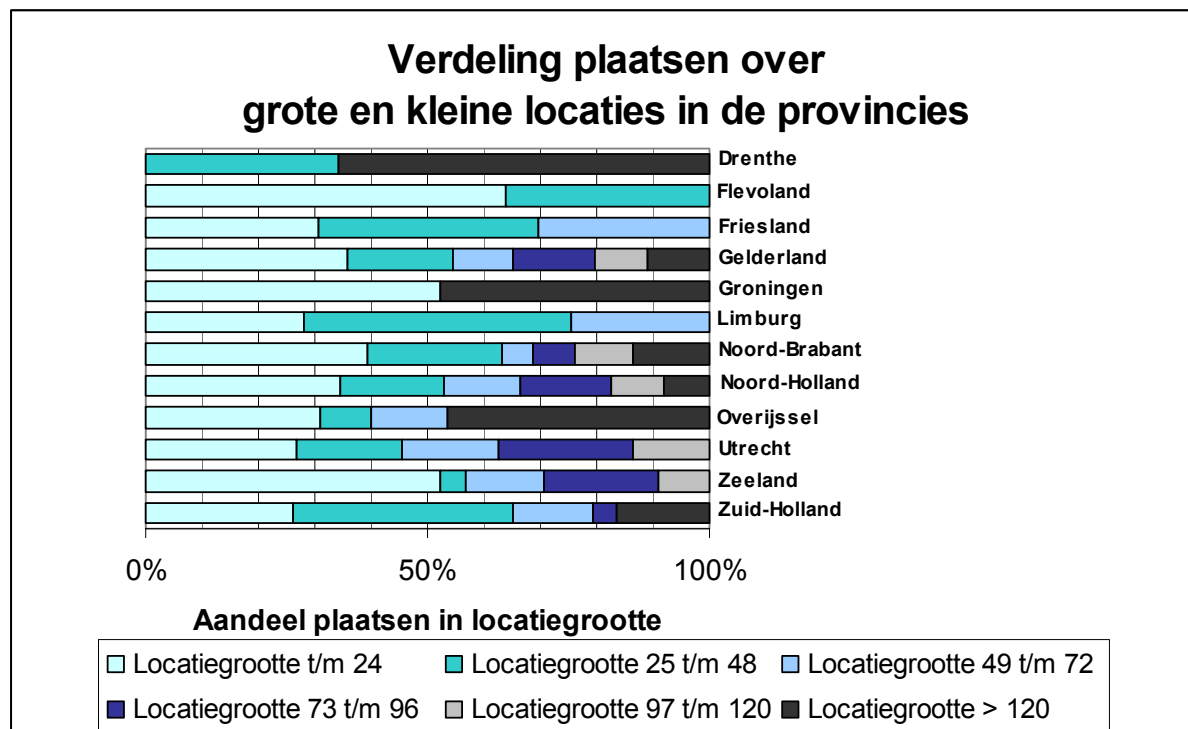 Verdeling plaatsen over
grote en kleine locaties in de provincies
Drenthe
Flevoland
Friesland
Gelderland
Groningen
Limburg
Noord-Brabant
Noord-Holland
Overijssel
Utrecht
Zeeland
Zuid-Holland
0% 50% 100%
Aandeel plaatsen in locatiegrootte
Locatiegrootte t/m 24 Locatiegrootte 25 t/m 48 Locatiegrootte 49 t/m 72
Locatiegrootte 73 t/m 96 Locatiegrootte 97 t/m 120 Locatiegrootte > 120